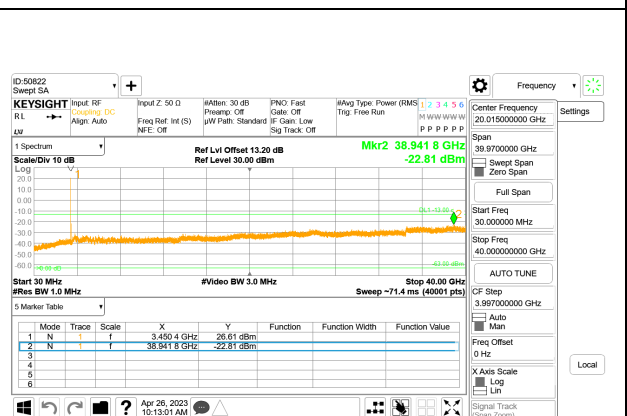 ID:50822
Swept SA
Frequency
KEYSIGHT
Input: RF
Input Z: 50 Ω
#Atten: 30 dB
PNO: Fast
#Avg Type: Power (RMS
1 2 3 4 5 6
RL
Coupling: DC
Preamp: Off
Gate: Off
Trig: Free Run
M W W W W W
Align: Auto
Freq Ref: Int (S)
µW Path: Standard
IF Gain: Low
NFE: Off
Sig Track: Off
P P P P P P
1 Spectrum
Ref Lvl Offset 13.20 dB
Mkr2 38.941 8 GHz
Scale/Div 10 dB
Ref Level 30.00 dBm
-22.81 dBm
Log
1
20.0
10.0
0.00
DL1 -13.00
2
-10.0
-20.0
-30.0
-40.0
-50.0
-60.0
Start 30 MHz
#Video BW 3.0 MHz
Stop 40.00 GHz
#Res BW 1.0 MHz
Sweep ~71.4 ms (40001 pts)
5 Marker Table
Mode Trace Scale X Y Function Function Width Function Value
1 N 1 f 3.450 4 GHz 26.61 dBm
2 N 1 f 38.941 8 GHz -22.81 dBm
3
4
5
6
Apr 26, 2023
10:13:01 AM
Center Frequency
20.015000000 GHz
Settings
Span
39.9700000 GHz
Swept Span
Zero Span
Full Span
Start Freq
30.000000 MHz
Stop Freq
40.000000000 GHz
AUTO TUNE
CF Step
3.997000000 GHz
Auto
Man
Freq Offset
0 Hz
X Axis Scale
Log
Lin
Local
Signal Track
(Span Zoom)